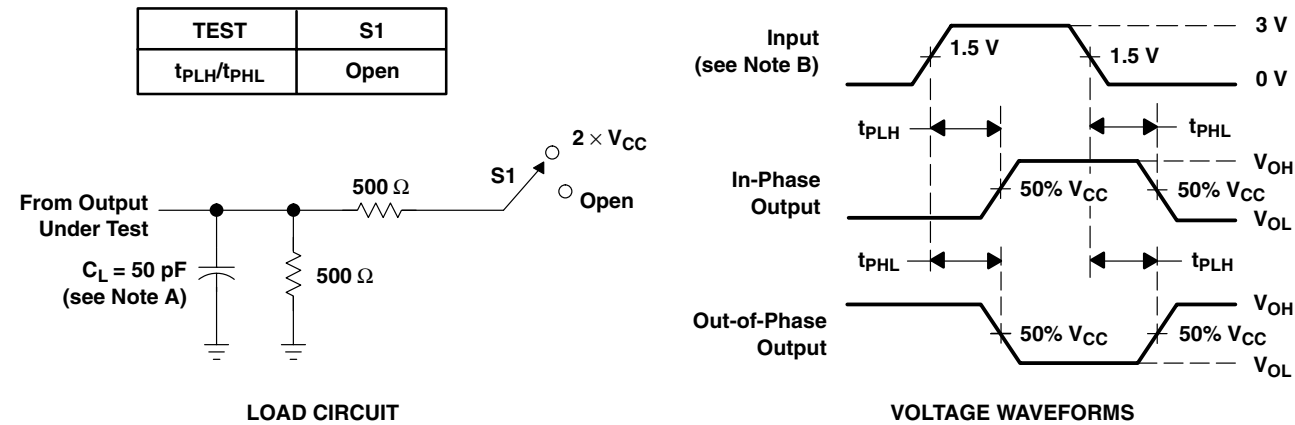 TEST S1
tPLH/tPHL Open
2 × VCC
S1
Open
500 Ω
From Output
Under Test
CL = 50 pF
(see Note A)
500 Ω
LOAD CIRCUIT
Input
(see Note B)
1.5 V
1.5 V
3 V
0 V
tPLH
tPHL
In-Phase
Output
50% VCC
50% VCC
VOH
VOL
tPHL
tPLH
Out-of-Phase
Output
50% VCC
50% VCC
VOH
VOL
VOLTAGE WAVEFORMS